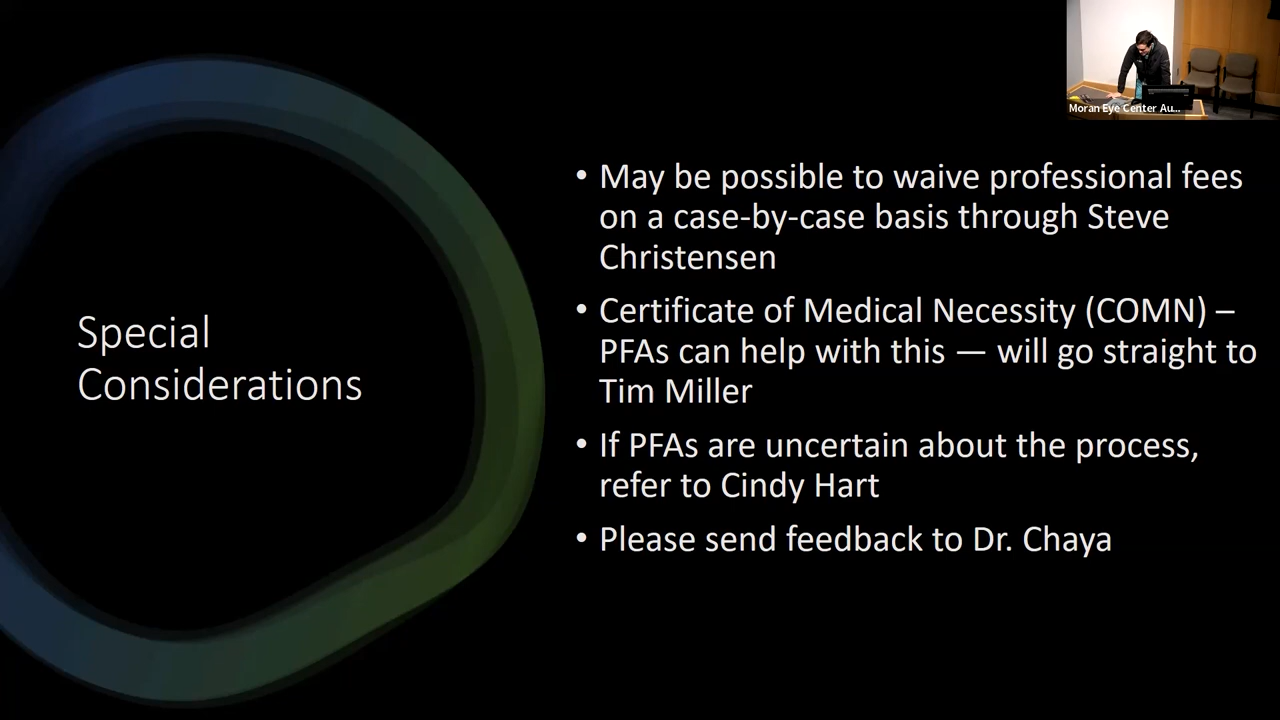 Moran Eye Center Au...
Special
Considerations
• May be possible to waive professional fees
on a case-by-case basis through Steve
Christensen
• Certificate of Medical Necessity (COMN) –
PFAs can help with this — will go straight to
Tim Miller
• If PFAs are uncertain about the process,
refer to Cindy Hart
• Please send feedback to Dr. Chaya